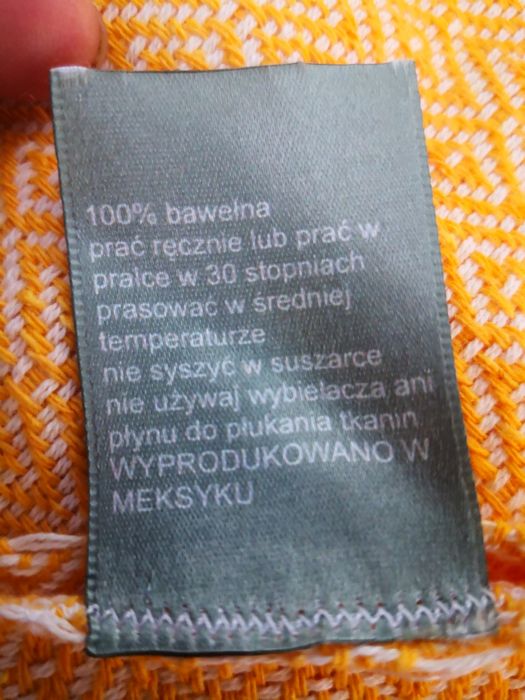 100% bawełna
prać ręcznie lub prać w
pralce w 30 stopniach
prasować w średniej
temperaturze
nie syszyć w suszarce
nie używaj wybielacza ani
płynu do płukania tkanin.
WYPRODUKOWANO W
MEKSYKU